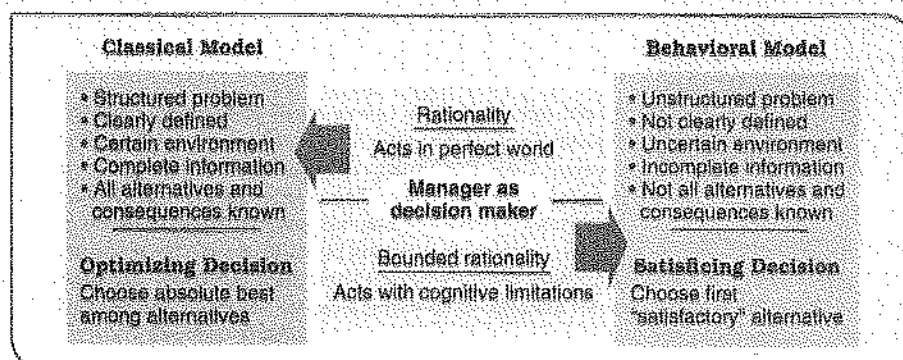 Classical Model
• Structured problem
• Clearly defined
• Certain environment
• Complete information
• All alternatives and
consequences known
Optimizing Decision
Choose absolute best
among alternatives
Rationality
Acts in perfect world
Manager as
decision maker
Bounded rationality
Acts with cognitive limitations
Behavioral Model
• Unstructured problem
• Not clearly defined
• Uncertain environment
• Incomplete information
• Not all alternatives and
consequences known
Satisficing Decision
Choose first
"satisfactory" alternative